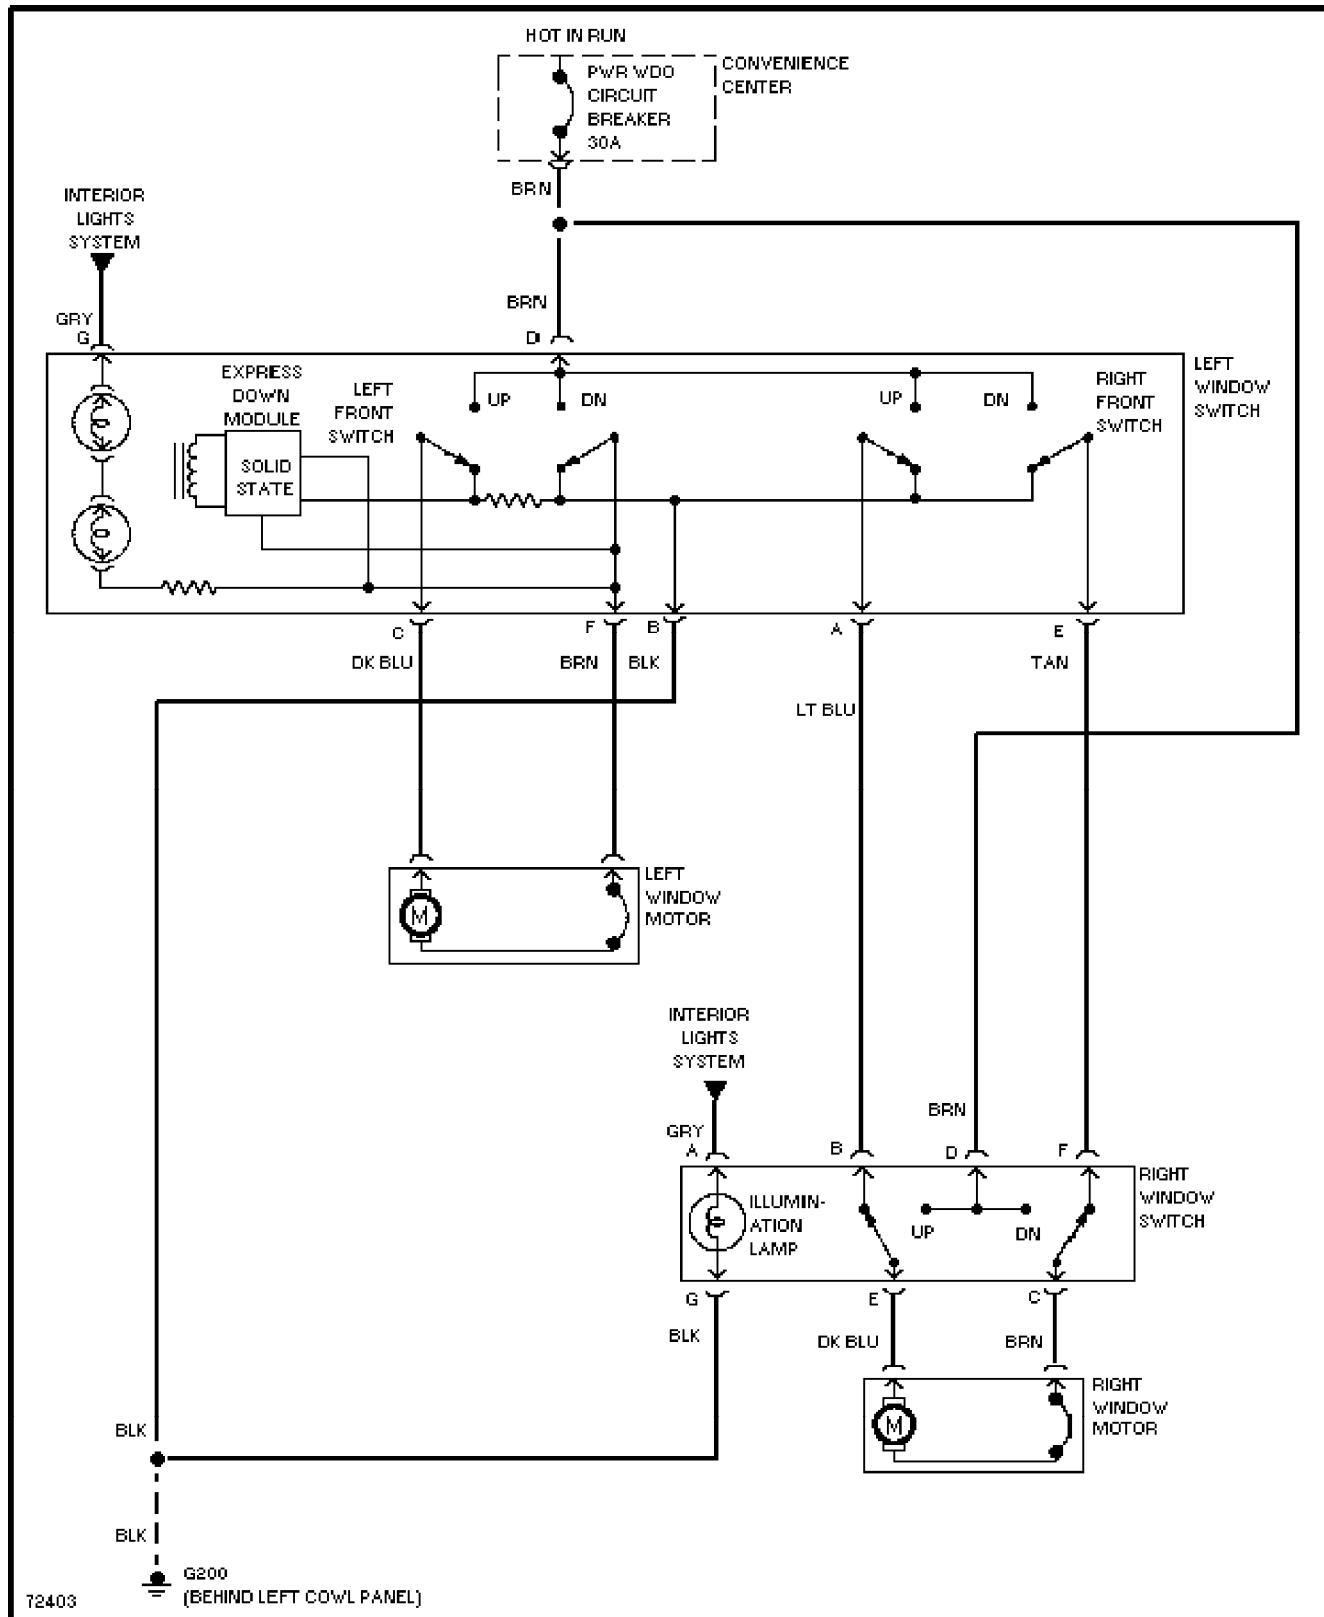 HOT IN RUN
PWR WDO
CIRCUIT
BREAKER
30A
CONVENIENCE
CENTER
BRN
INTERIOR
LIGHTS
SYSTEM
BRN
GRY
G
D
LEFT
WINDOW
SWITCH
EXPRESS
DOWN
MODULE
LEFT
FRONT
SWITCH
UP
DN
UP
DN
RIGHT
FRONT
SWITCH
SOLID
STATE
C
F
B
A
E
DK BLU
BRN
BLK
TAN
LT BLU
LEFT
WINDOW
MOTOR
M
INTERIOR
LIGHTS
SYSTEM
BRN
GRY
A
B
D
F
RIGHT
WINDOW
SWITCH
ILLUMIN-
ATION
LAMP
UP
DN
G
E
C
BLK
DK BLU
BRN
RIGHT
WINDOW
MOTOR
M
BLK
BLK
G200
(BEHIND LEFT COWL PANEL)
72403